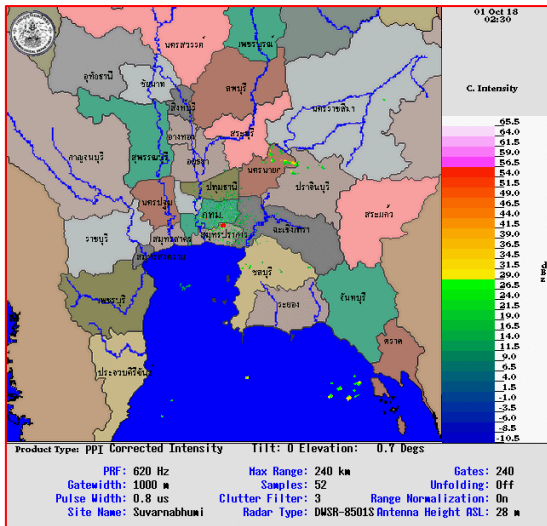 01 Oct 18
02:30
C. Intensity
65.5
64.0
61.5
59.0
56.5
54.0
51.5
49.0
46.5
44.0
41.5
39.0
36.5
34.0
31.5
29.0
26.5
24.0
21.5
19.0
16.5
14.0
11.5
9.0
6.5
4.0
1.5
-1.0
-3.5
-6.0
-8.5
-10.5
นครสวรรค์
เพชรบูรณ์
อุทัยธานี
ชัยนาท
ลพบุรี
สิงห์บุรี
นครราชสีมา
อ่างทอง
สระบุรี
กาญจนบุรี
สุพรรณบุรี
อยุธยา
นครนายก
ปทุมธานี
ปราจีนบุรี
นครปฐม
กทม.
สระแก้ว
ราชบุรี
สมุทรสาคร
สมุทรปราการ
ฉะเชิงเทรา
สมุทรสงคราม
ชลบุรี
เพชรบุรี
ระยอง
จันทบุรี
ตราด
ประจวบคีรีขันธ์
Product Type: PPI Corrected Intensity Tilt: 0 Elevation: 0.7 Degs
PRF: 620 Hz Max Range: 240 km Gates: 240
Gatewidth: 1000 m Samples: 52 Unfolding: Off
Pulse Width: 0.8 us Clutter Filter: 3 Range Normalization: On
Site Name: Suvarnabhumi Radar Type: DWSR-8501S Antenna Height ASL: 28 m